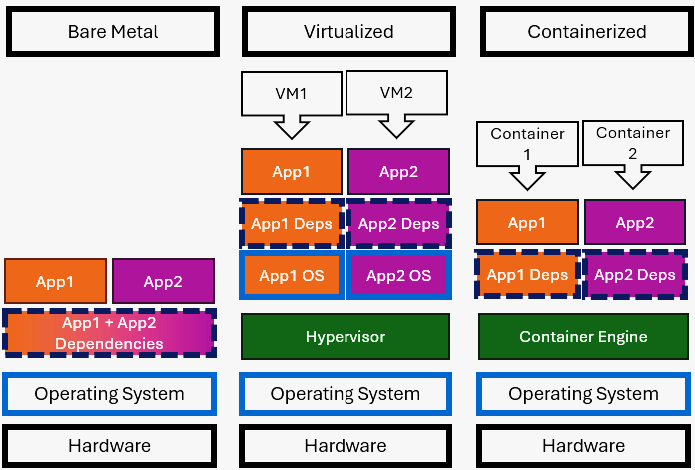 Bare Metal
Virtualized
Containerized
VM1
VM2
Container
1
Container
2
App1
App2
App1
App2
App1 Deps
App2 Deps
App1
App2
App1 OS
App2 OS
App1 Deps
App2 Deps
App1 + App2
Dependencies
Hypervisor
Container Engine
Operating System
Operating System
Operating System
Hardware
Hardware
Hardware